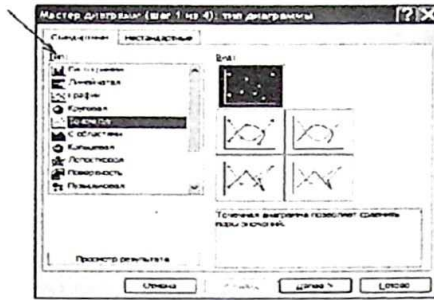 Мастер диаграмм (шаг 1 из 4): тип диаграммы
Стандартные
Нестандартные
Тип:
Гистограмма
Линейчатая
График
Круговая
Точечная
С областями
Кольцевая
Лепестковая
Поверхность
Пузырьковая
Вид:
Точечная диаграмма позволяет сравнить
пары значений.
Просмотр результата
Отмена
Далее >
Готово